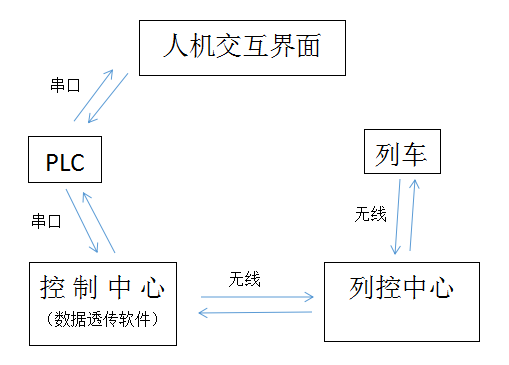 人机交互界面
串口
PLC
列车
串口
无线
控制中心
（数据透传软件）
无线
列控中心